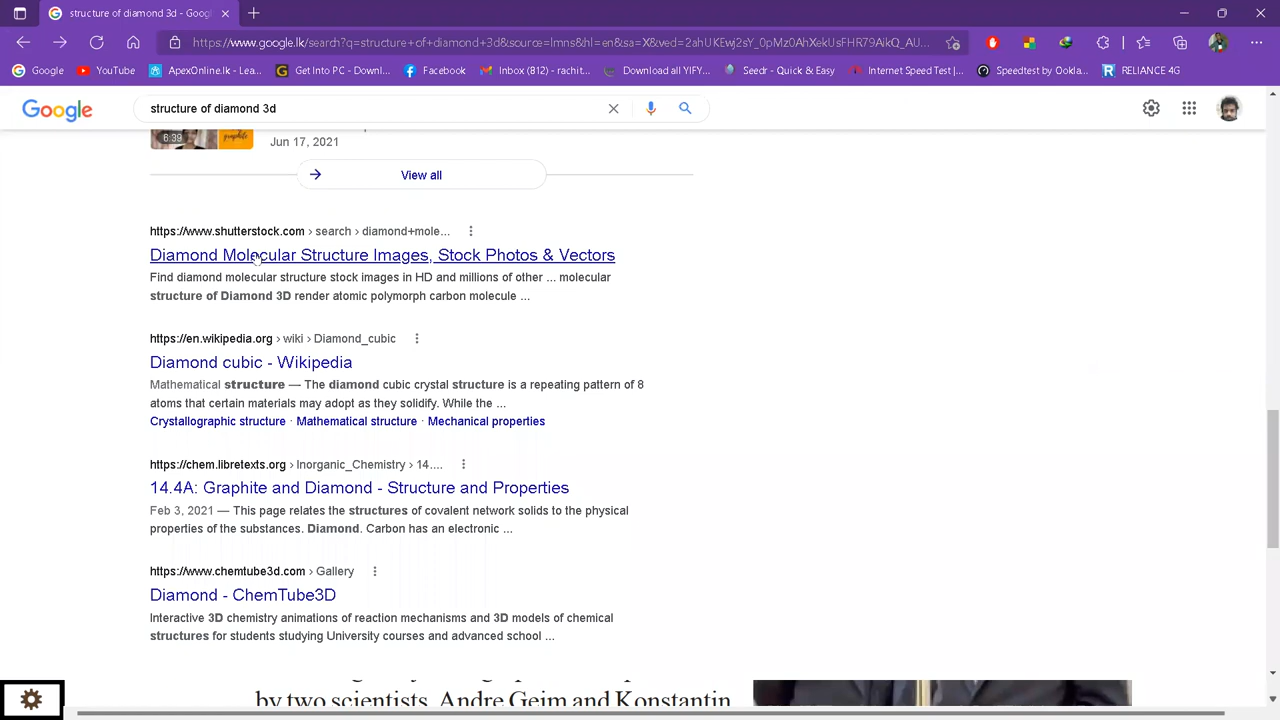 structure of diamond 3d - Goog
https://www.google.lk/search?q=structure+of+diamond+3d&source=lmns&hl=en&sa=X&ved=2ahUKEwj2sY_0pMz0AhXekUsFHR79AikQ_AU...
Google
YouTube
ApexOnline.lk - Lea...
Get Into PC - Downl...
Facebook
Inbox (812) - rachit...
Download all YIFY...
Seedr - Quick & Easy
Internet Speed Test |...
Speedtest by Ookla...
RELIANCE 4G
Google
structure of diamond 3d
6:39
Jun 17, 2021
View all
https://www.shutterstock.com › search › diamond+mole...
Diamond Molecular Structure Images, Stock Photos & Vectors
Find diamond molecular structure stock images in HD and millions of other ... molecular
structure of Diamond 3D render atomic polymorph carbon molecule ...
https://en.wikipedia.org › wiki › Diamond_cubic
Diamond cubic - Wikipedia
Mathematical structure — The diamond cubic crystal structure is a repeating pattern of 8
atoms that certain materials may adopt as they solidify. While the ...
Crystallographic structure · Mathematical structure · Mechanical properties
https://chem.libretexts.org › Inorganic_Chemistry › 14....
14.4A: Graphite and Diamond - Structure and Properties
Feb 3, 2021 — This page relates the structures of covalent network solids to the physical
properties of the substances. Diamond. Carbon has an electronic ...
https://www.chemtube3d.com › Gallery
Diamond - ChemTube3D
Interactive 3D chemistry animations of reaction mechanisms and 3D models of chemical
structures for students studying University courses and advanced school ...
by two scientists, Andre Geim and Konstantin